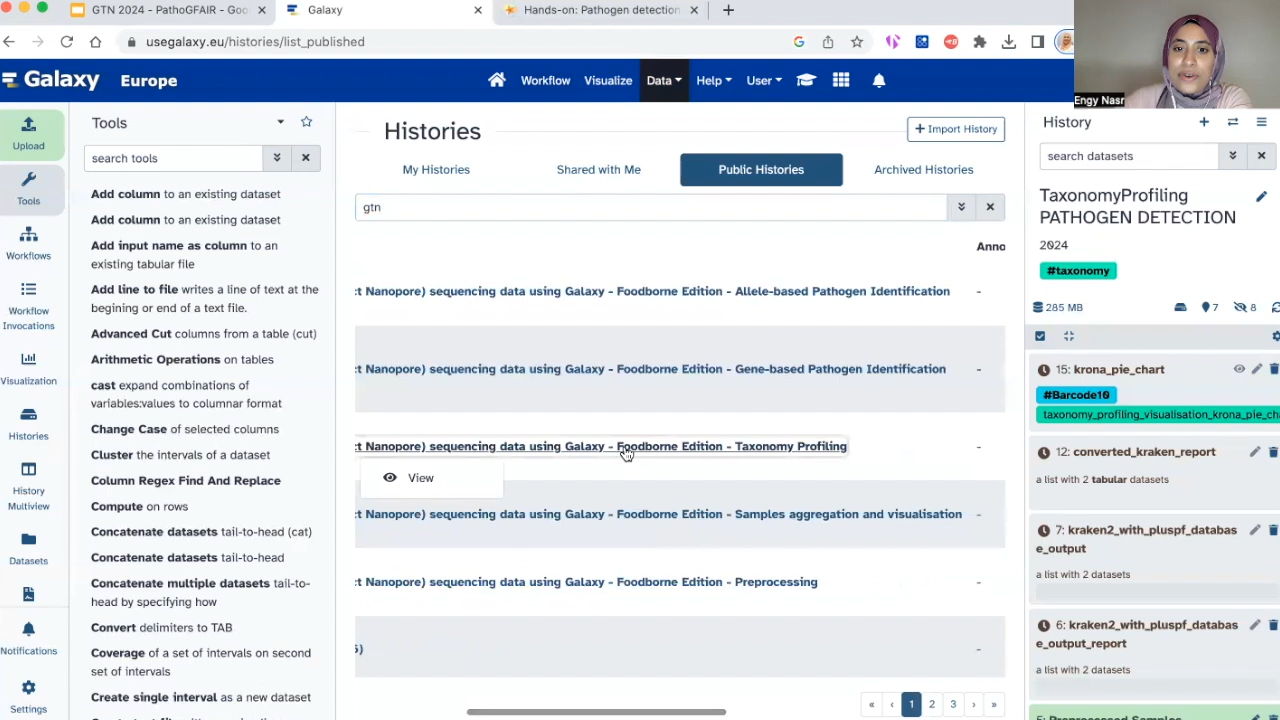 GTN 2024 - PathoGFAIR - Goo
Galaxy
Hands-on: Pathogen detection
usegalaxy.eu/histories/list_published
Engy Nasr
Galaxy Europe
Workflow Visualize Data Help User
Upload
Tools
Workflows
Workflow
Invocations
Visualization
Histories
History
Multiview
Datasets
Notifications
Settings
Tools
search tools
Add column to an existing dataset
Add column to an existing dataset
Add input name as column to an
existing tabular file
Add line to file writes a line of text at the
begining or end of a text file.
Advanced Cut columns from a table (cut)
Arithmetic Operations on tables
cast expand combinations of
variables:values to columnar format
Change Case of selected columns
Cluster the intervals of a dataset
Column Regex Find And Replace
Compute on rows
Concatenate datasets tail-to-head (cat)
Concatenate datasets tail-to-head
Concatenate multiple datasets tail-to-
head by specifying how
Convert delimiters to TAB
Coverage of a set of intervals on second
set of intervals
Create single interval as a new dataset
Histories
+ Import History
My Histories
Shared with Me
Public Histories
Archived Histories
gtn
Anno
ct Nanopore) sequencing data using Galaxy - Foodborne Edition - Allele-based Pathogen Identification -
ct Nanopore) sequencing data using Galaxy - Foodborne Edition - Gene-based Pathogen Identification -
ct Nanopore) sequencing data using Galaxy - Foodborne Edition - Taxonomy Profiling -
View
ct Nanopore) sequencing data using Galaxy - Foodborne Edition - Samples aggregation and visualisation -
ct Nanopore) sequencing data using Galaxy - Foodborne Edition - Preprocessing -
-
« ‹ 1 2 3 › »
History
search datasets
TaxonomyProfiling
PATHOGEN DETECTION
2024
#taxonomy
285 MB 7 8
15: krona_pie_chart
#Barcode10
taxonomy_profiling_visualisation_krona_pie_cha
12: converted_kraken_report
a list with 2 tabular datasets
7: kraken2_with_pluspf_databas
e_output
a list with 2 datasets
6: kraken2_with_pluspf_databas
e_output_report
a list with 2 datasets
5: Preprocessed Samples